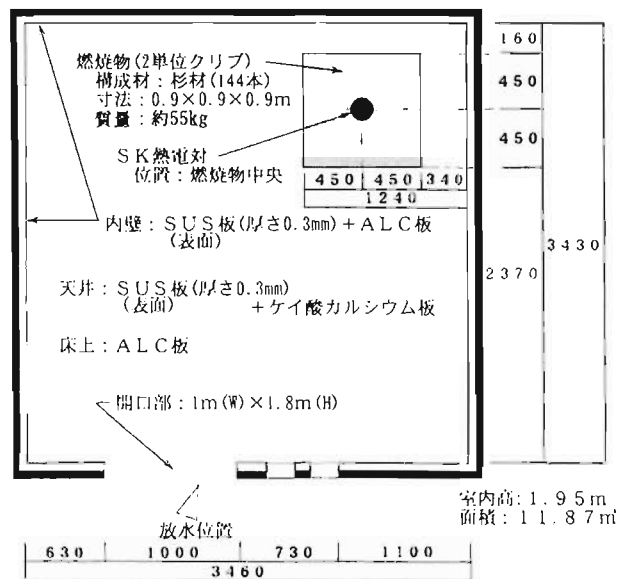 燃焼物(2単位クリブ)
構成材：杉材(144本)
寸法：0.9×0.9×0.9m
質量：約55kg
SK熱電対
位置：燃焼物中央
160
450
450
450 450 340
1240
内壁：SUS板(厚さ0.3mm)+ALC板
(表面)
2370
3430
天井：SUS板(厚さ0.3mm)
(表面)
+ケイ酸カルシウム板
床上：ALC板
開口部：1m(W)×1.8m(H)
室内高：1.95m
面積：11.87㎡
放水位置
630 1000 730 1100
3460